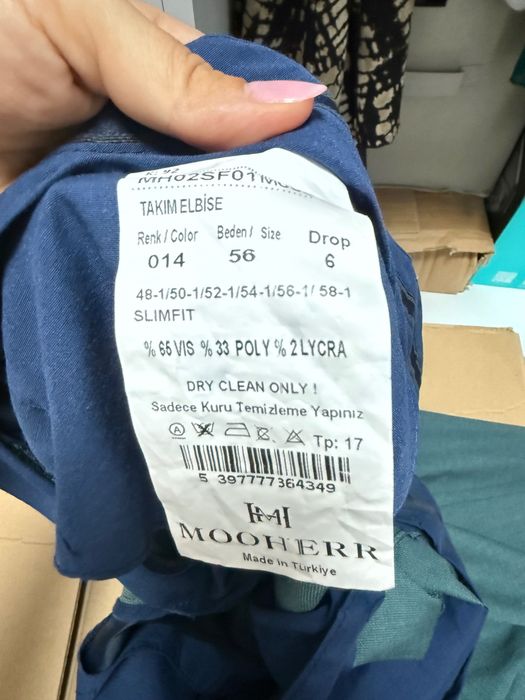 TAKIM ELBİSE
Renk / Color Beden / Size Drop
014 56 6
48-1/50-1/52-1/54-1/56-1/ 58-1
SLIMFIT
% 65 VIS % 33 POLY % 2 LYCRA
DRY CLEAN ONLY !
Sadece Kuru Temizleme Yapınız
A Tp: 17
5 397777364349
MOOHERR
Made in Türkiye